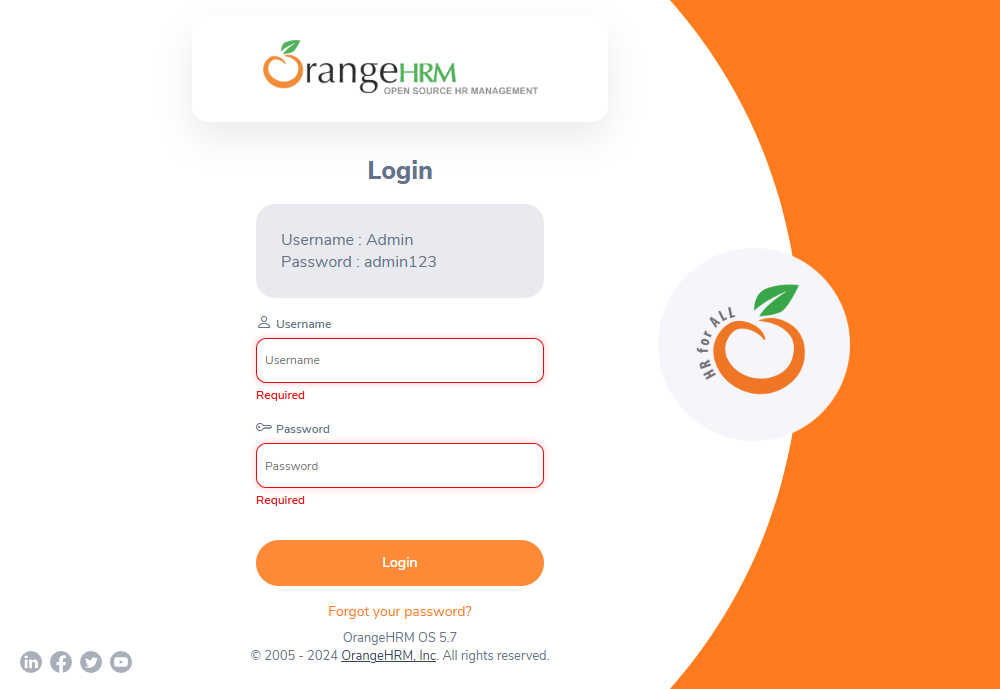 OrangeHRM
OPEN SOURCE HR MANAGEMENT
Login
Username : Admin
Password : admin123
Username
Username
Required
Password
Password
Required
Login
Forgot your password?
OrangeHRM OS 5.7
© 2005 - 2024 OrangeHRM, Inc. All rights reserved.
HR for ALL
in